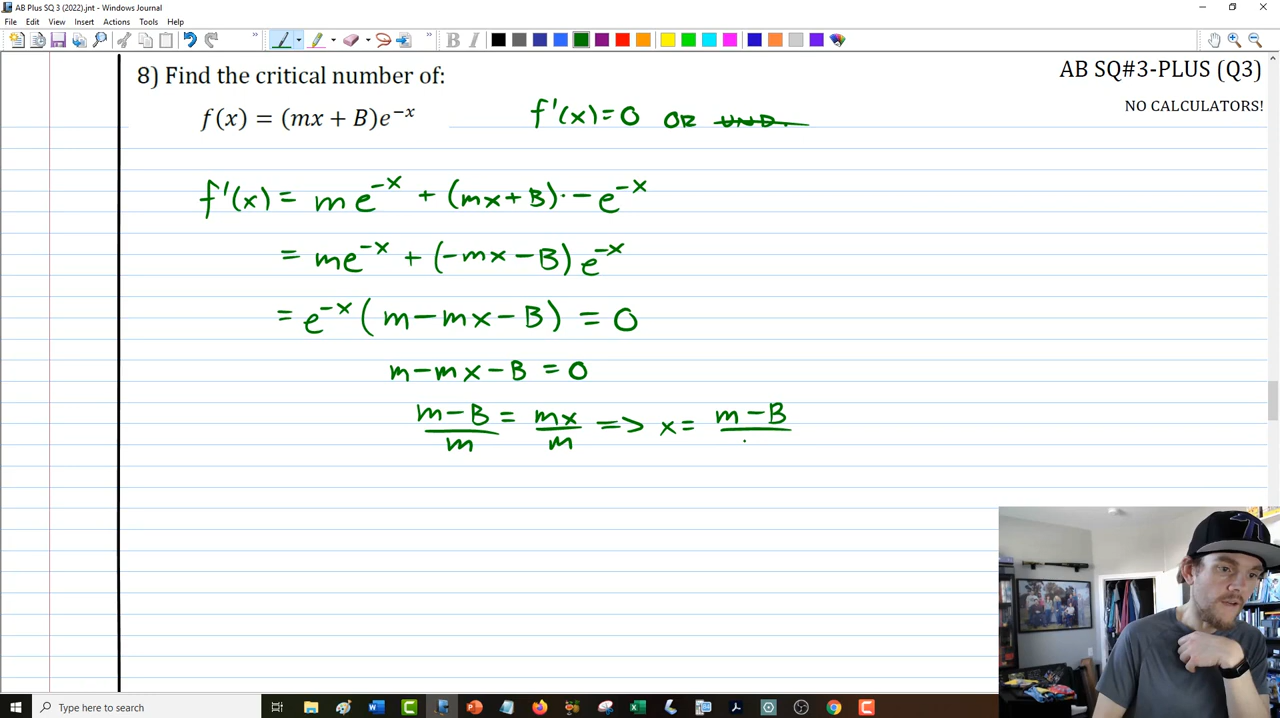 AB Plus SQ 3 (2022).jnt - Windows Journal
File Edit View Insert Actions Tools Help
8) Find the critical number of:
AB SQ#3-PLUS (Q3)
NO CALCULATORS!
f(x) = (mx + B)e^{-x}
f'(x) = 0 OR UND.
f'(x) = me^{-x} + (mx+B)·-e^{-x}
= me^{-x} + (-mx-B)e^{-x}
= e^{-x}(m-mx-B) = 0
m-mx-B = 0
m-B/m = mx/m => x = m-B
Type here to search